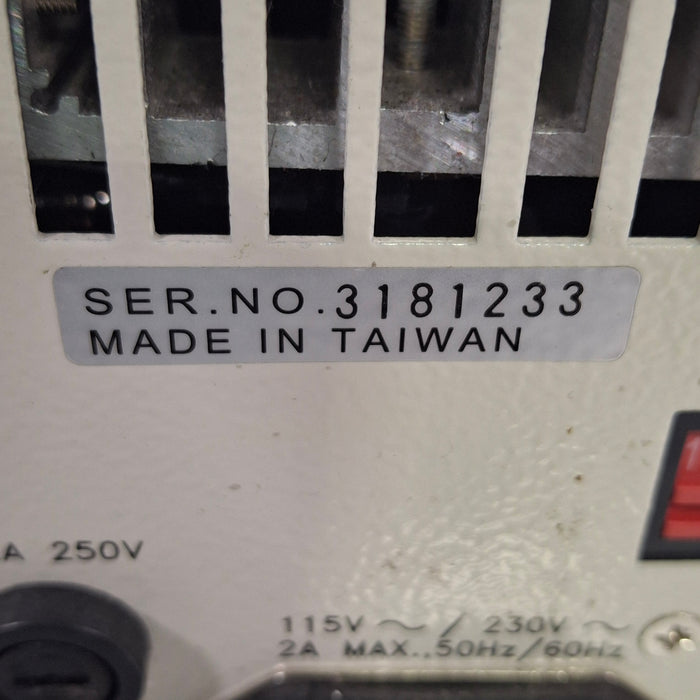 SER.NO.3181233
MADE IN TAIWAN
A 250V
115V ~ / 230V ~
2A MAX.,50Hz/60Hz